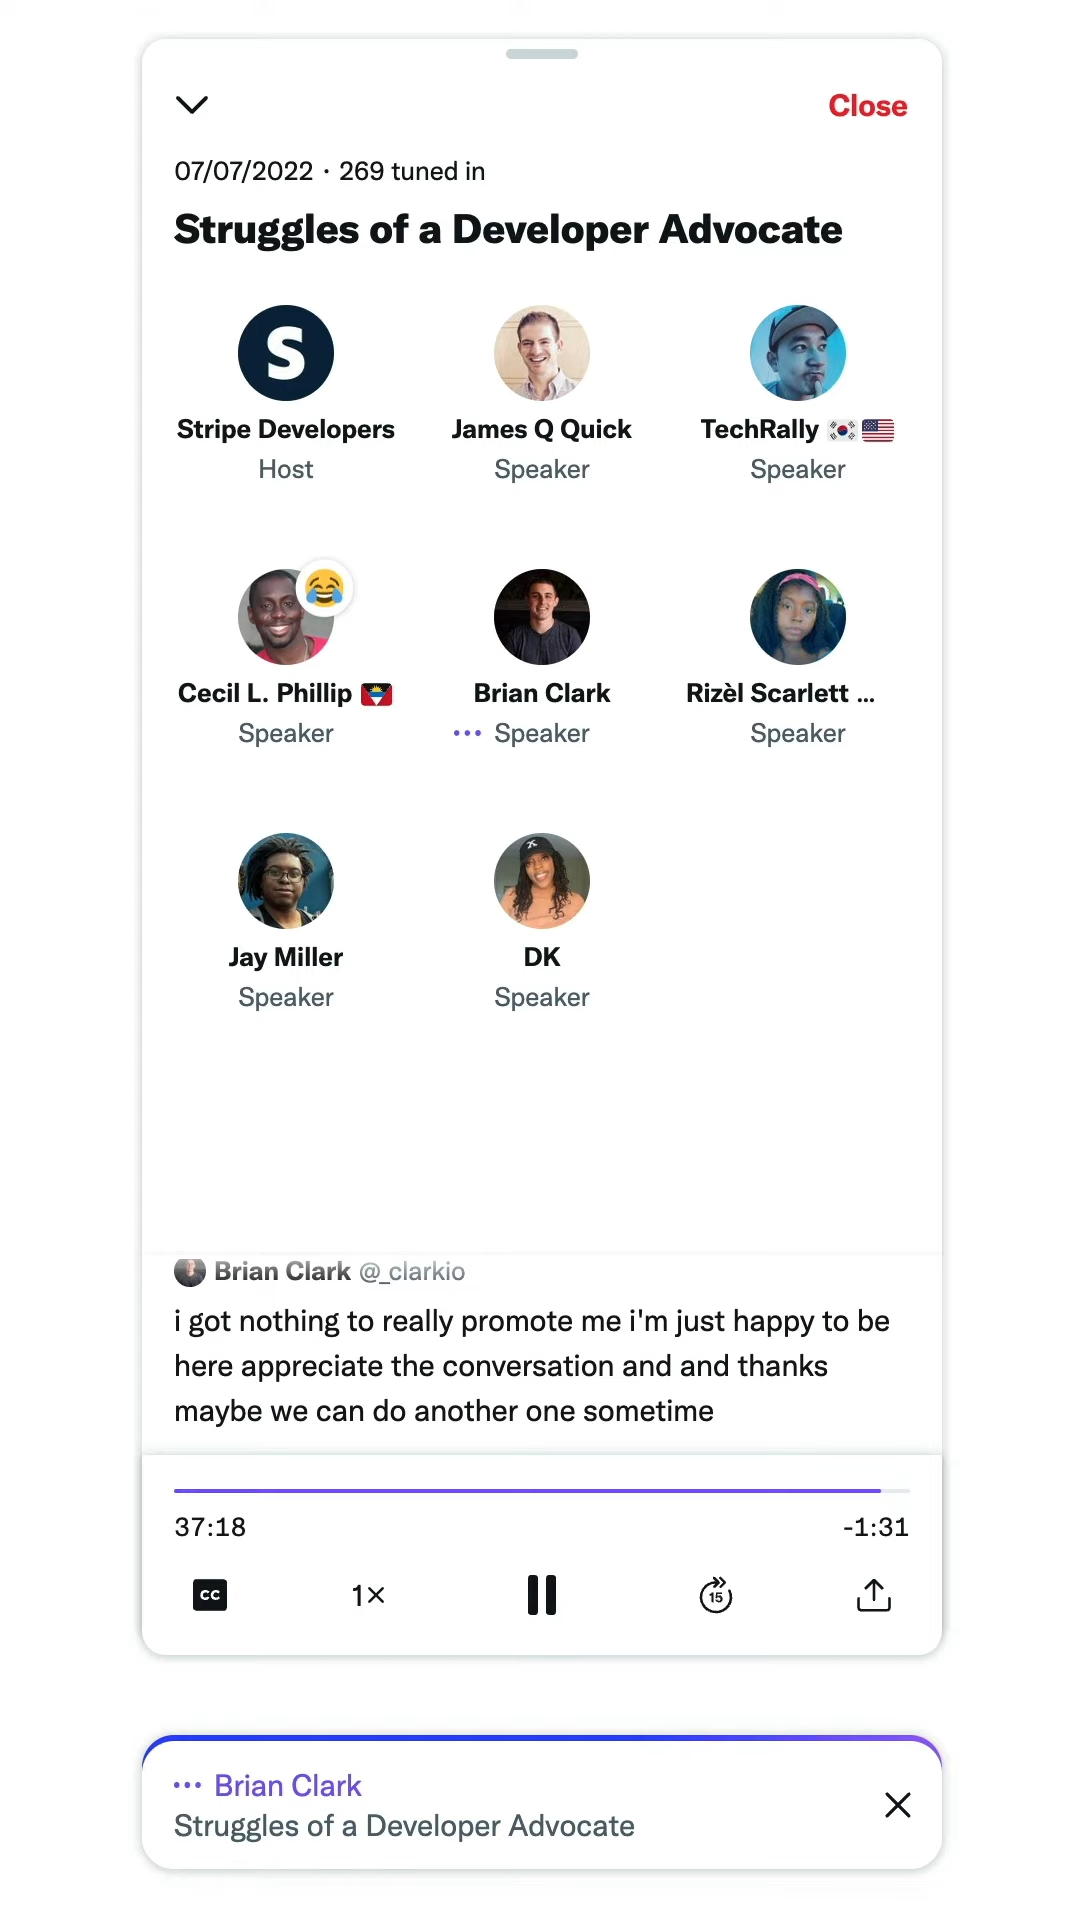 Close
07/07/2022 · 269 tuned in
Struggles of a Developer Advocate
S
Stripe Developers
Host
James Q Quick
Speaker
TechRally 🇰🇷🇺🇸
Speaker
Cecil L. Phillip 🇦🇬
Speaker
Brian Clark
••• Speaker
Rizèl Scarlett ...
Speaker
Jay Miller
Speaker
DK
Speaker
Brian Clark @_clarkio
i got nothing to really promote me i'm just happy to be
here appreciate the conversation and and thanks
maybe we can do another one sometime
37:18
-1:31
CC
1×
15
••• Brian Clark
Struggles of a Developer Advocate